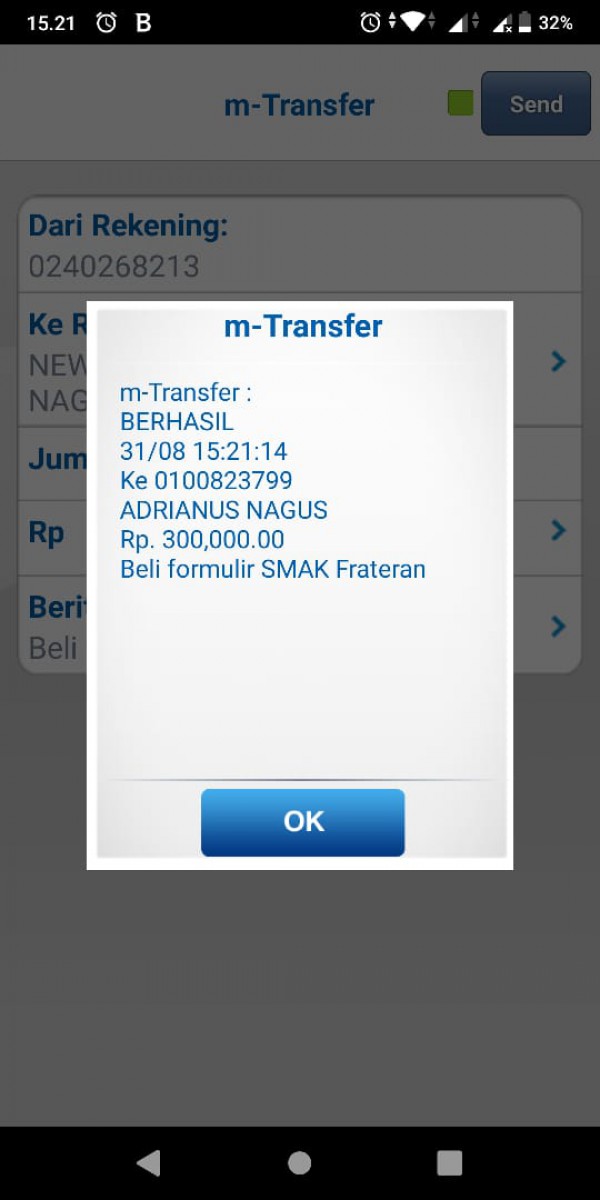 15.21 B 32%
m-Transfer
Send
Dari Rekening:
0240268213
Ke R
NEW
NAG
Jum
Rp
Beri
Beli
m-Transfer
m-Transfer :
BERHASIL
31/08 15:21:14
Ke 0100823799
ADRIANUS NAGUS
Rp. 300,000.00
Beli formulir SMAK Frateran
OK